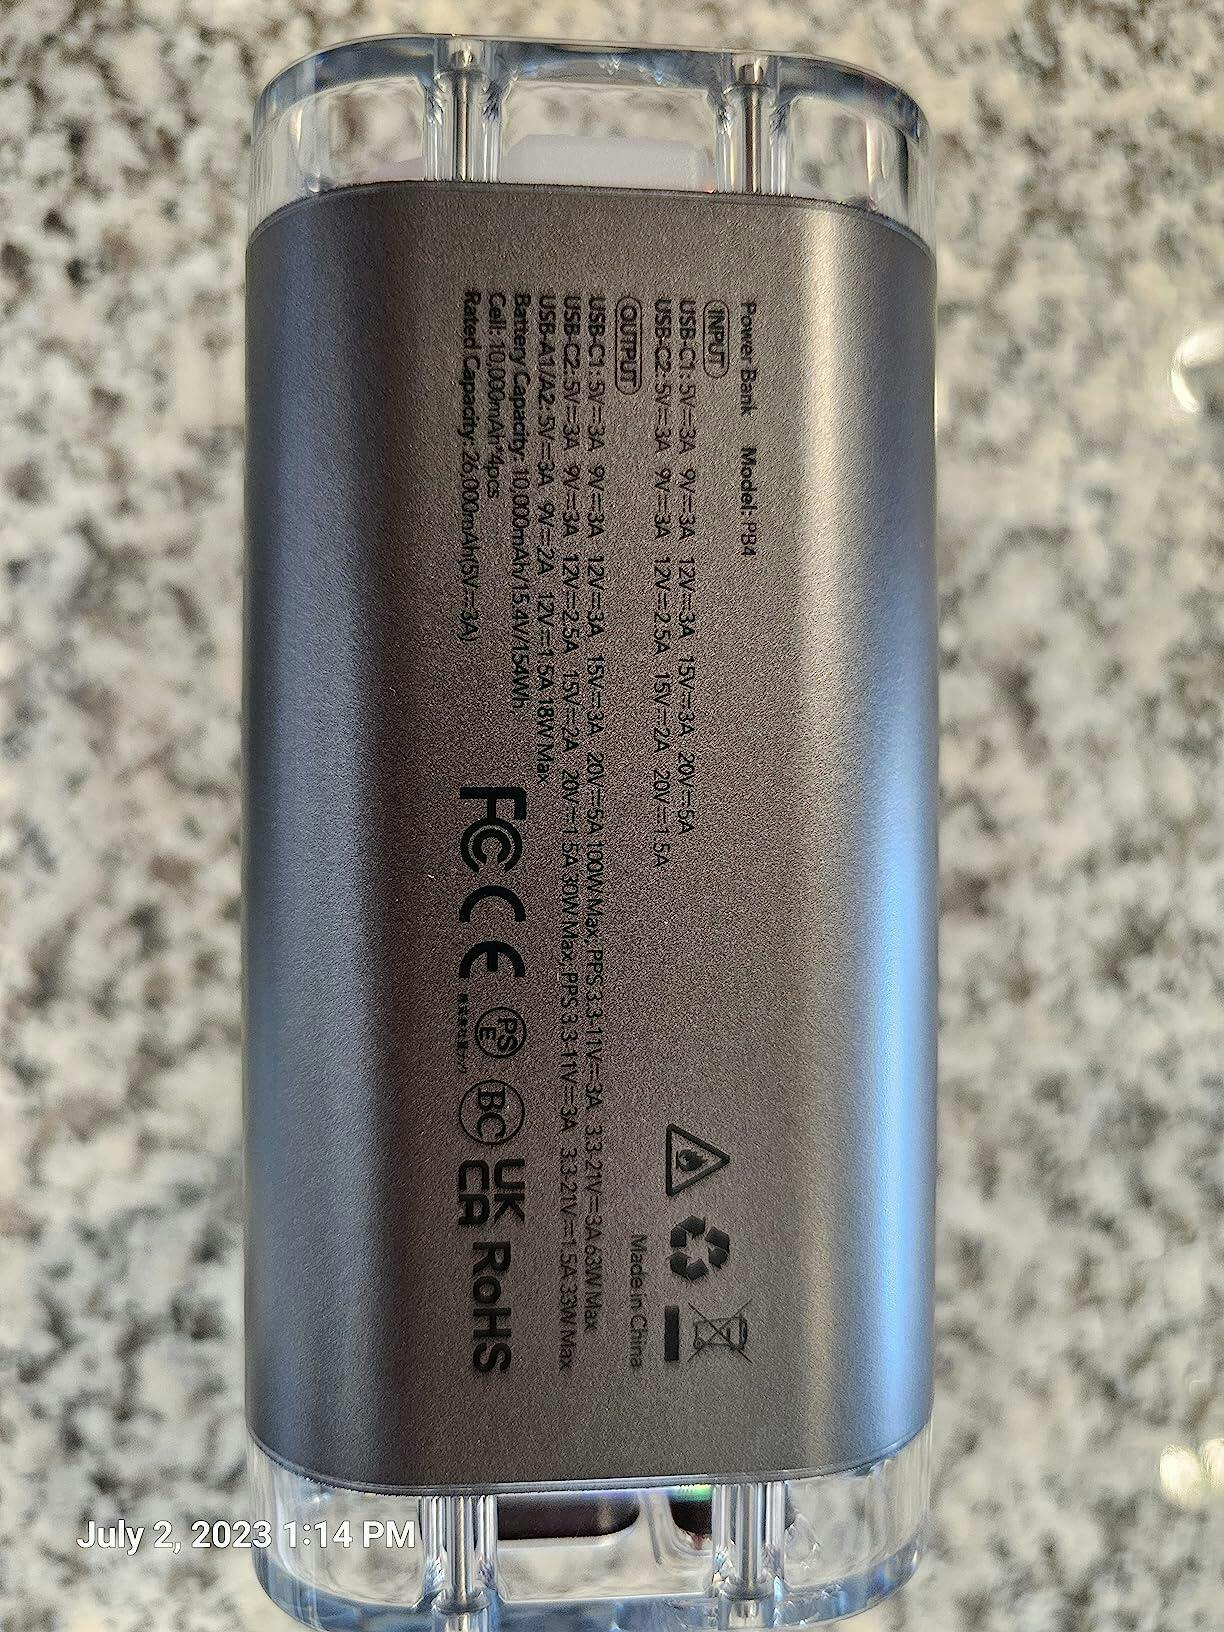 Power Bank Model: PB4
INPUT
USB-C1: 5V⎓3A 9V⎓3A 12V⎓3A 15V⎓3A 20V⎓5A
USB-C2: 5V⎓3A 9V⎓3A 12V⎓2.5A 15V⎓2A 20V⎓1.5A
OUTPUT
USB-C1: 5V⎓3A 9V⎓3A 12V⎓3A 15V⎓3A 20V⎓5A 100W Max; PPS:3.3-11V⎓3A 3.3-21V⎓3A 63W Max
USB-C2: 5V⎓3A 9V⎓3A 12V⎓2.5A 15V⎓2A 20V⎓1.5A 30W Max; PPS:3.3-11V⎓3A 3.3-21V⎓1.5A 33W Max
USB-A1/A2: 5V⎓3A 9V⎓2A 12V⎓1.5A 18W Max
Battery Capacity: 10,000mAh/15.4V/154Wh
Cell: 10,000mAh*4pcs
Rated Capacity: 26,000mAh(5V⎓3A)
Made in China
FC CE PSE BC UKCA RoHS
July 2, 2023 1:14 PM